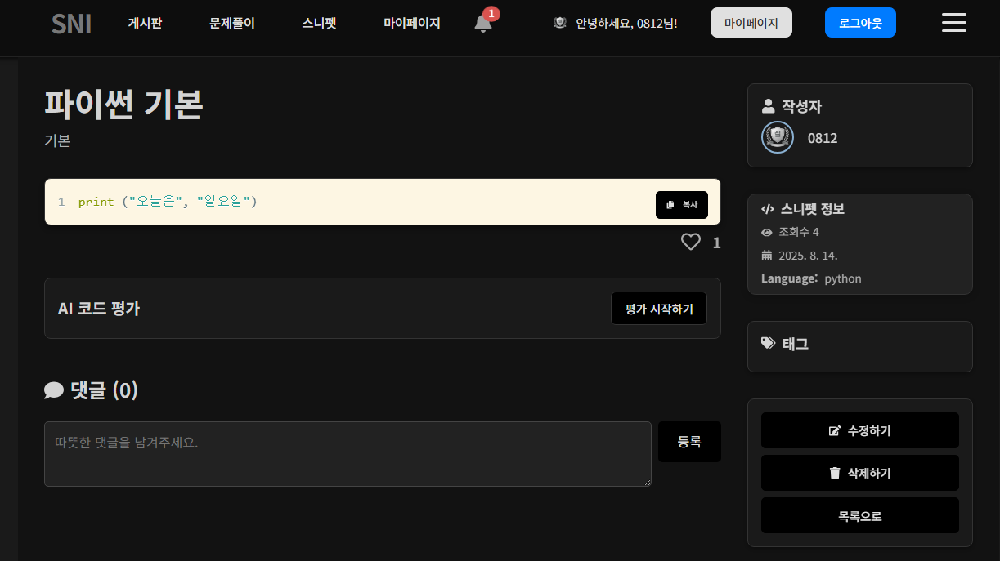 SNI 게시판 문제풀이 스니펫 마이페이지 1 안녕하세요, 0812님! 마이페이지 로그아웃
파이썬 기본
기본
1 print ("오늘은", "일요일")
복사
1
AI 코드 평가
평가 시작하기
댓글 (0)
따뜻한 댓글을 남겨주세요.
등록
작성자
0812
스니펫 정보
조회수 4
2025. 8. 14.
Language: python
태그
수정하기
삭제하기
목록으로